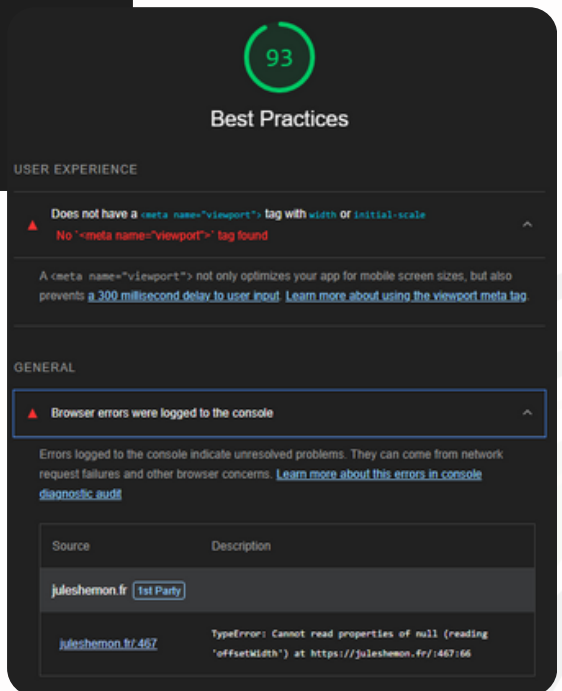 93
Best Practices
USER EXPERIENCE
Does not have a <meta name="viewport"> tag with width or initial-scale
No `<meta name="viewport">` tag found
A <meta name="viewport"> not only optimizes your app for mobile screen sizes, but also
prevents a 300 millisecond delay to user input. Learn more about using the viewport meta tag.
GENERAL
Browser errors were logged to the console
Errors logged to the console indicate unresolved problems. They can come from network
request failures and other browser concerns. Learn more about this errors in console
diagnostic audit
Source Description
juleshemon.fr 1st Party
juleshemon.fr/:467 TypeError: Cannot read properties of null (reading
'offsetWidth') at https://juleshemon.fr/:467:66